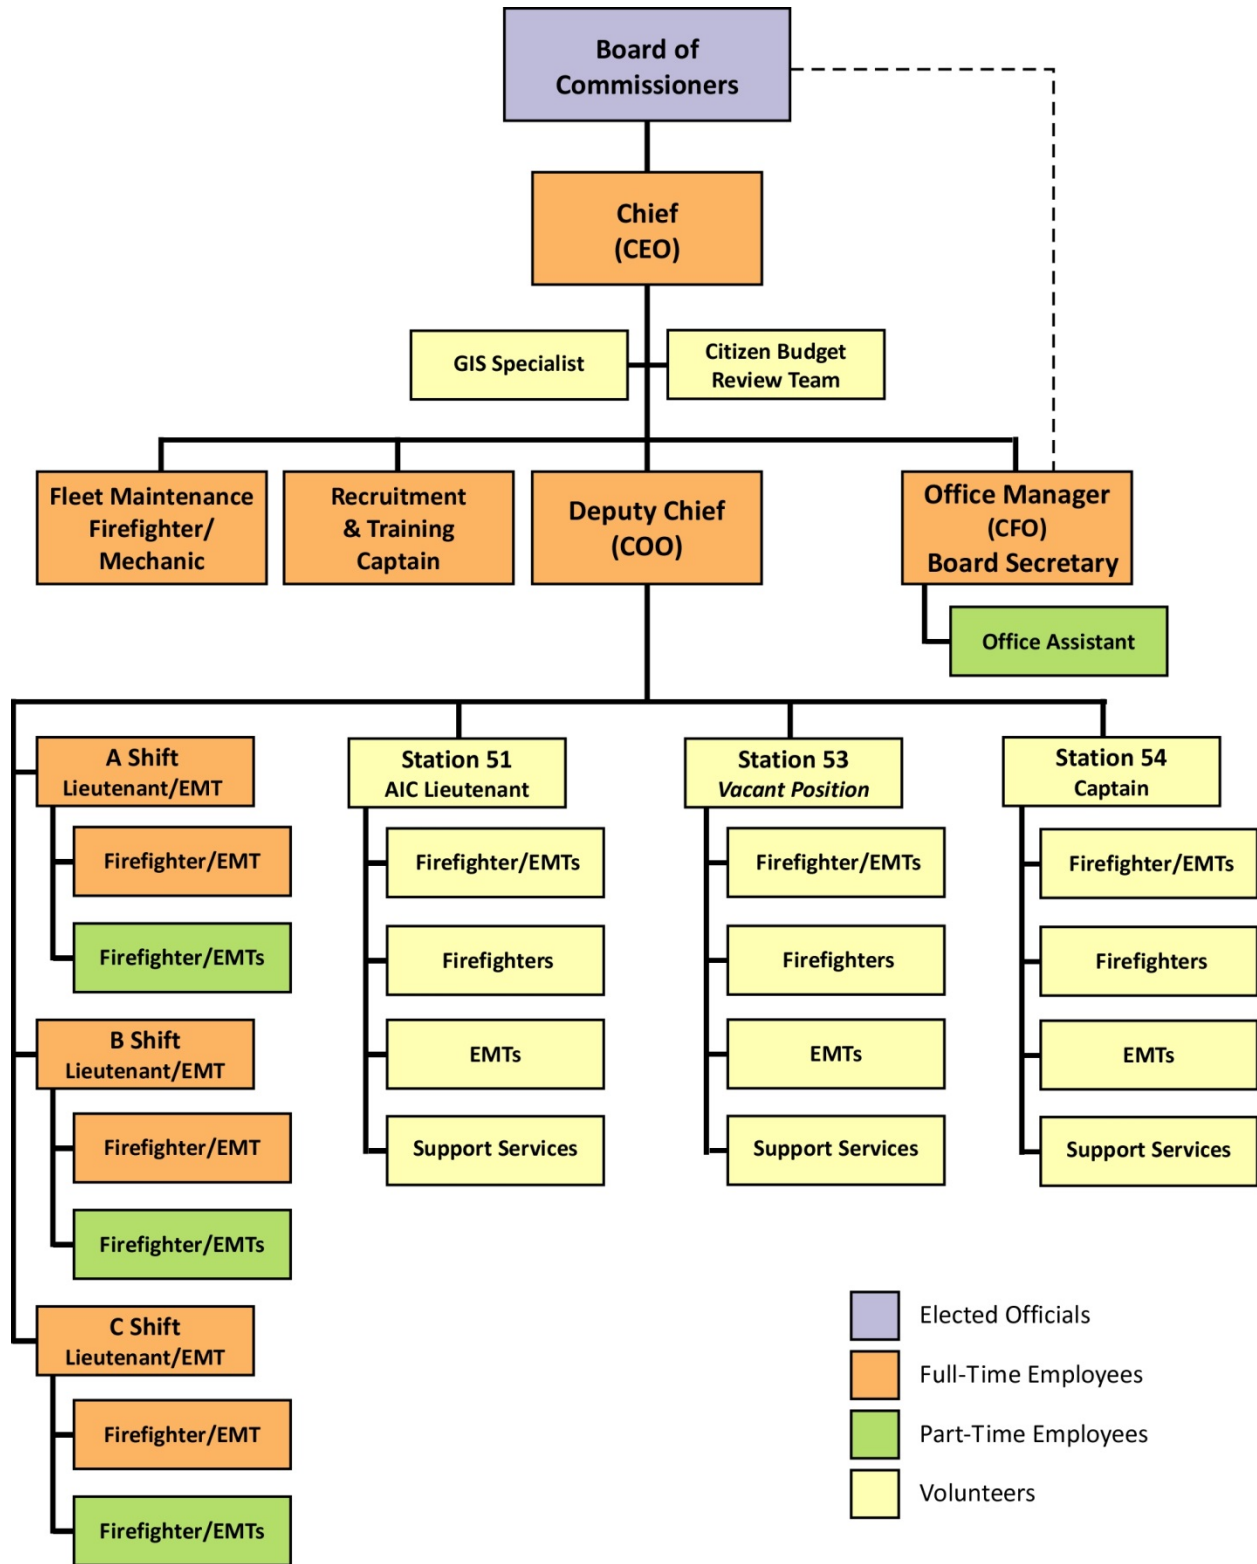 Board of
Commissioners
Chief
(CEO)
GIS Specialist
Citizen Budget
Review Team
Fleet Maintenance
Firefighter/
Mechanic
Recruitment
& Training
Captain
Deputy Chief
(COO)
Office Manager
(CFO)
Board Secretary
Office Assistant
A Shift
Lieutenant/EMT
Firefighter/EMT
Firefighter/EMTs
B Shift
Lieutenant/EMT
Firefighter/EMT
Firefighter/EMTs
C Shift
Lieutenant/EMT
Firefighter/EMT
Firefighter/EMTs
Station 51
AIC Lieutenant
Firefighter/EMTs
Firefighters
EMTs
Support Services
Station 53
Vacant Position
Firefighter/EMTs
Firefighters
EMTs
Support Services
Station 54
Captain
Firefighter/EMTs
Firefighters
EMTs
Support Services
Elected Officials
Full-Time Employees
Part-Time Employees
Volunteers